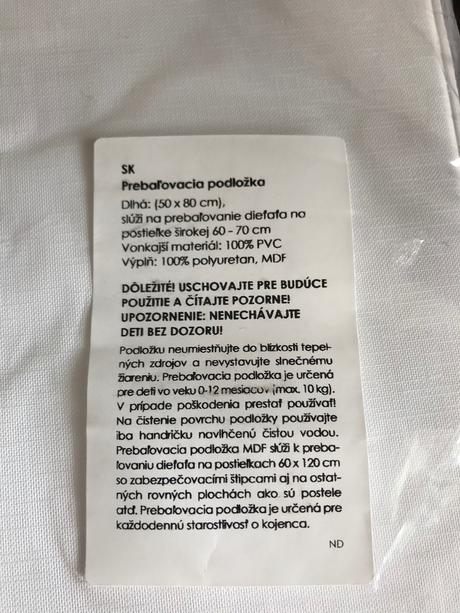 SK
Prebaľovacia podložka
Dlhá: (50 x 80 cm),
slúži na prebaľovanie dieťaťa na
postieľke širokej 60 - 70 cm
Vonkajší materiál: 100% PVC
Výplň: 100% polyuretan, MDF
DÔLEŽITÉ! USCHOVAJTE PRE BUDÚCE
POUŽITIE A ČÍTAJTE POZORNE!
UPOZORNENIE: NENECHÁVAJTE
DETI BEZ DOZORU!
Podložku neumiestňujte do blízkosti tepel-
ných zdrojov a nevystavujte slnečnému
žiareniu. Prebaľovacia podložka je určená
pre deti vo veku 0-12 mesiacov (max. 10 kg).
V prípade poškodenia prestať používať!
Na čistenie povrchu podložky používajte
iba handričku navlhčenú čistou vodou.
Prebaľovacia podložka MDF slúži k preba-
ľovaniu dieťaťa na postieľkach 60 x 120 cm
so zabezpečovacími štipcami aj na ostat-
ných rovných plochách ako sú postele
atď. Prebaľovacia podložka je určená pre
každodennú starostlivosť o kojenca.
ND